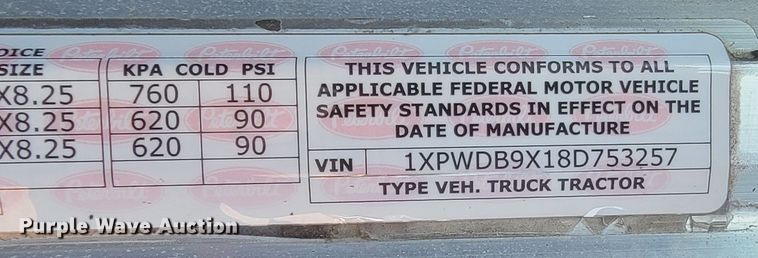 OICE
SIZE KPA COLD PSI
X8.25 760 110
X8.25 620 90
X8.25 620 90
THIS VEHICLE CONFORMS TO ALL
APPLICABLE FEDERAL MOTOR VEHICLE
SAFETY STANDARDS IN EFFECT ON THE
DATE OF MANUFACTURE
VIN 1XPWDB9X18D753257
TYPE VEH. TRUCK TRACTOR
Purple Wave Auction